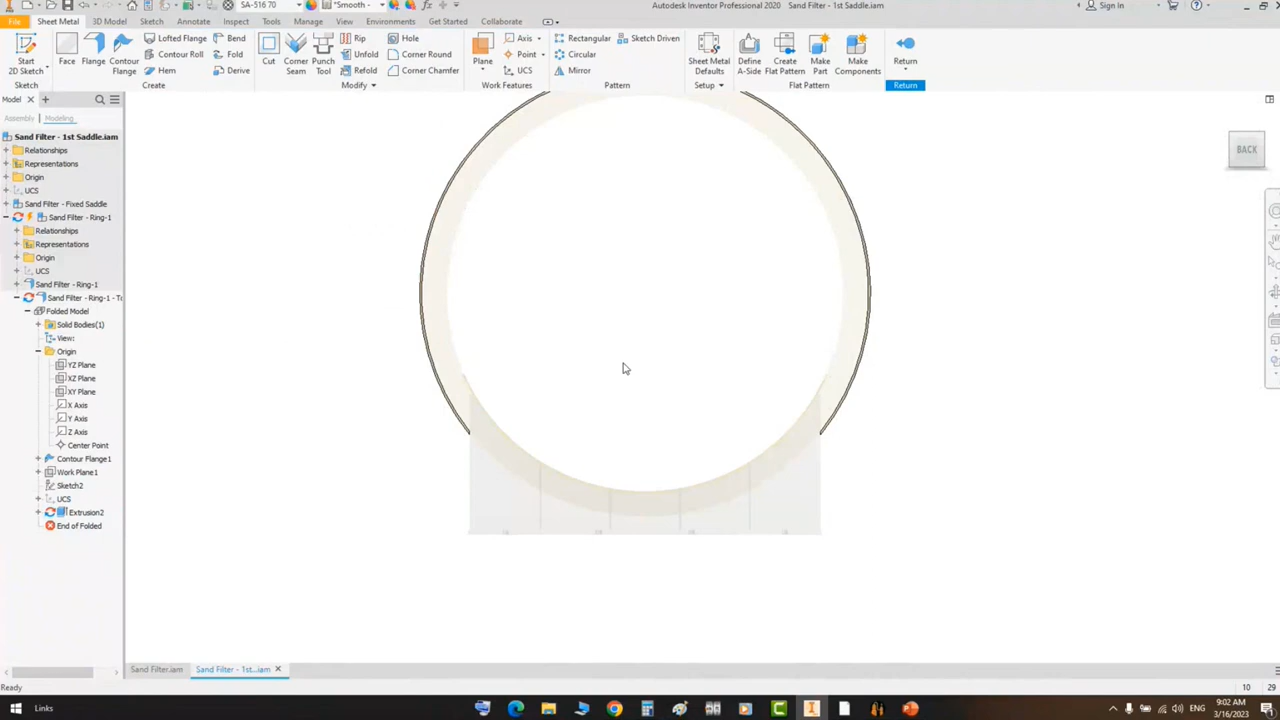 SA-516 70
*Smooth -
Autodesk Inventor Professional 2020
Sand Filter - 1st Saddle.iam
Sign In
File
Sheet Metal
3D Model
Sketch
Annotate
Inspect
Tools
Manage
View
Environments
Get Started
Collaborate
Start
2D Sketch
Sketch
Face
Flange
Contour
Flange
Lofted Flange
Contour Roll
Hem
Bend
Fold
Derive
Create
Cut
Corner
Seam
Punch
Tool
Rip
Unfold
Refold
Hole
Corner Round
Corner Chamfer
Modify
Plane
Axis
Point
UCS
Work Features
Rectangular
Circular
Mirror
Sketch Driven
Pattern
Sheet Metal
Defaults
Setup
Define
A-Side
Create
Flat Pattern
Make
Part
Make
Components
Flat Pattern
Return
Return
Model
Assembly
Modeling
Sand Filter - 1st Saddle.iam
Relationships
Representations
Origin
UCS
Sand Filter - Fixed Saddle
Sand Filter - Ring-1
Relationships
Representations
Origin
UCS
Sand Filter - Ring-1
Sand Filter - Ring-1 - To
Folded Model
Solid Bodies(1)
View:
Origin
YZ Plane
XZ Plane
XY Plane
X Axis
Y Axis
Z Axis
Center Point
Contour Flange1
Work Plane1
Sketch2
UCS
Extrusion2
End of Folded
BACK
Sand Filter.iam
Sand Filter - 1st...iam
Ready
10
29
Links
ENG
9:02 AM
3/16/2023